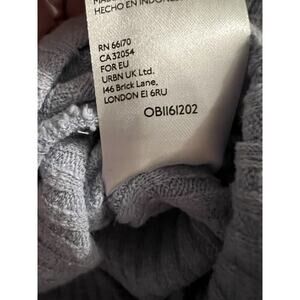 HECHO EN INDONESIA
RN 66170
CA 32054
FOR EU
URBN UK Ltd.
146 Brick Lane,
LONDON E1 6RU
OB1161202